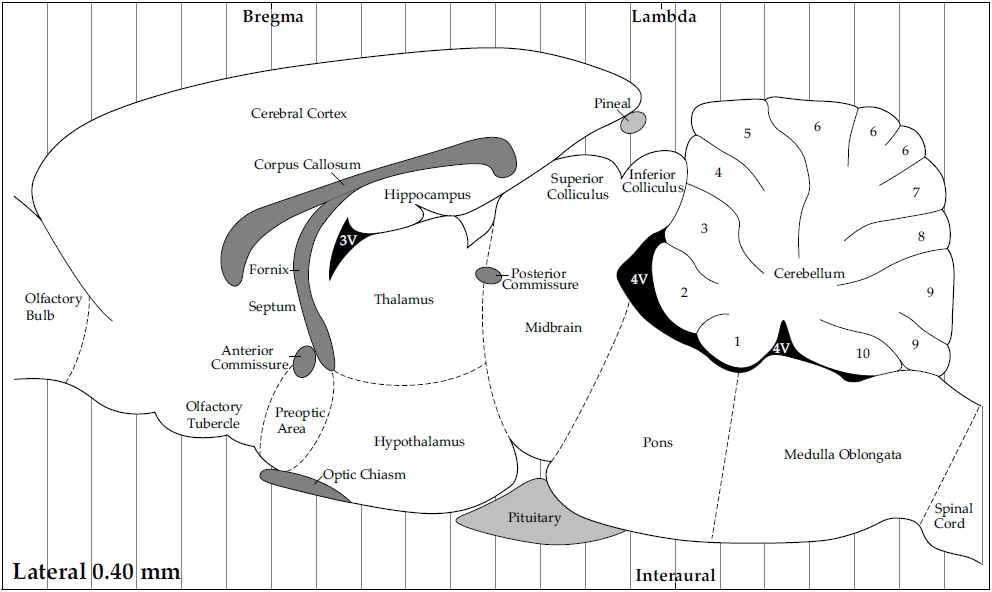 Bregma
Lambda
Pineal
Cerebral Cortex
Corpus Callosum
Hippocampus
Superior
Colliculus
Inferior
Colliculus
5
6
6
6
4
7
3
8
3V
Fornix
Septum
Thalamus
Posterior
Commissure
Midbrain
4V
2
Cerebellum
9
Olfactory
Bulb
Anterior
Commissure
1
4V
10
9
Olfactory
Tubercle
Preoptic
Area
Hypothalamus
Optic Chiasm
Pons
Medulla Oblongata
Pituitary
Spinal
Cord
Lateral 0.40 mm
Interaural